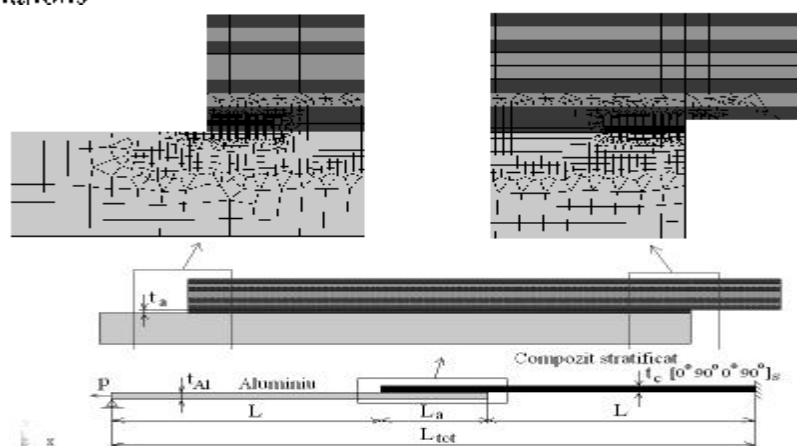 t_a
Compozit stratificat
t_Al Aluminiu t_c [0°90°0°90°]_s
P
L L_a L
L_tot
x